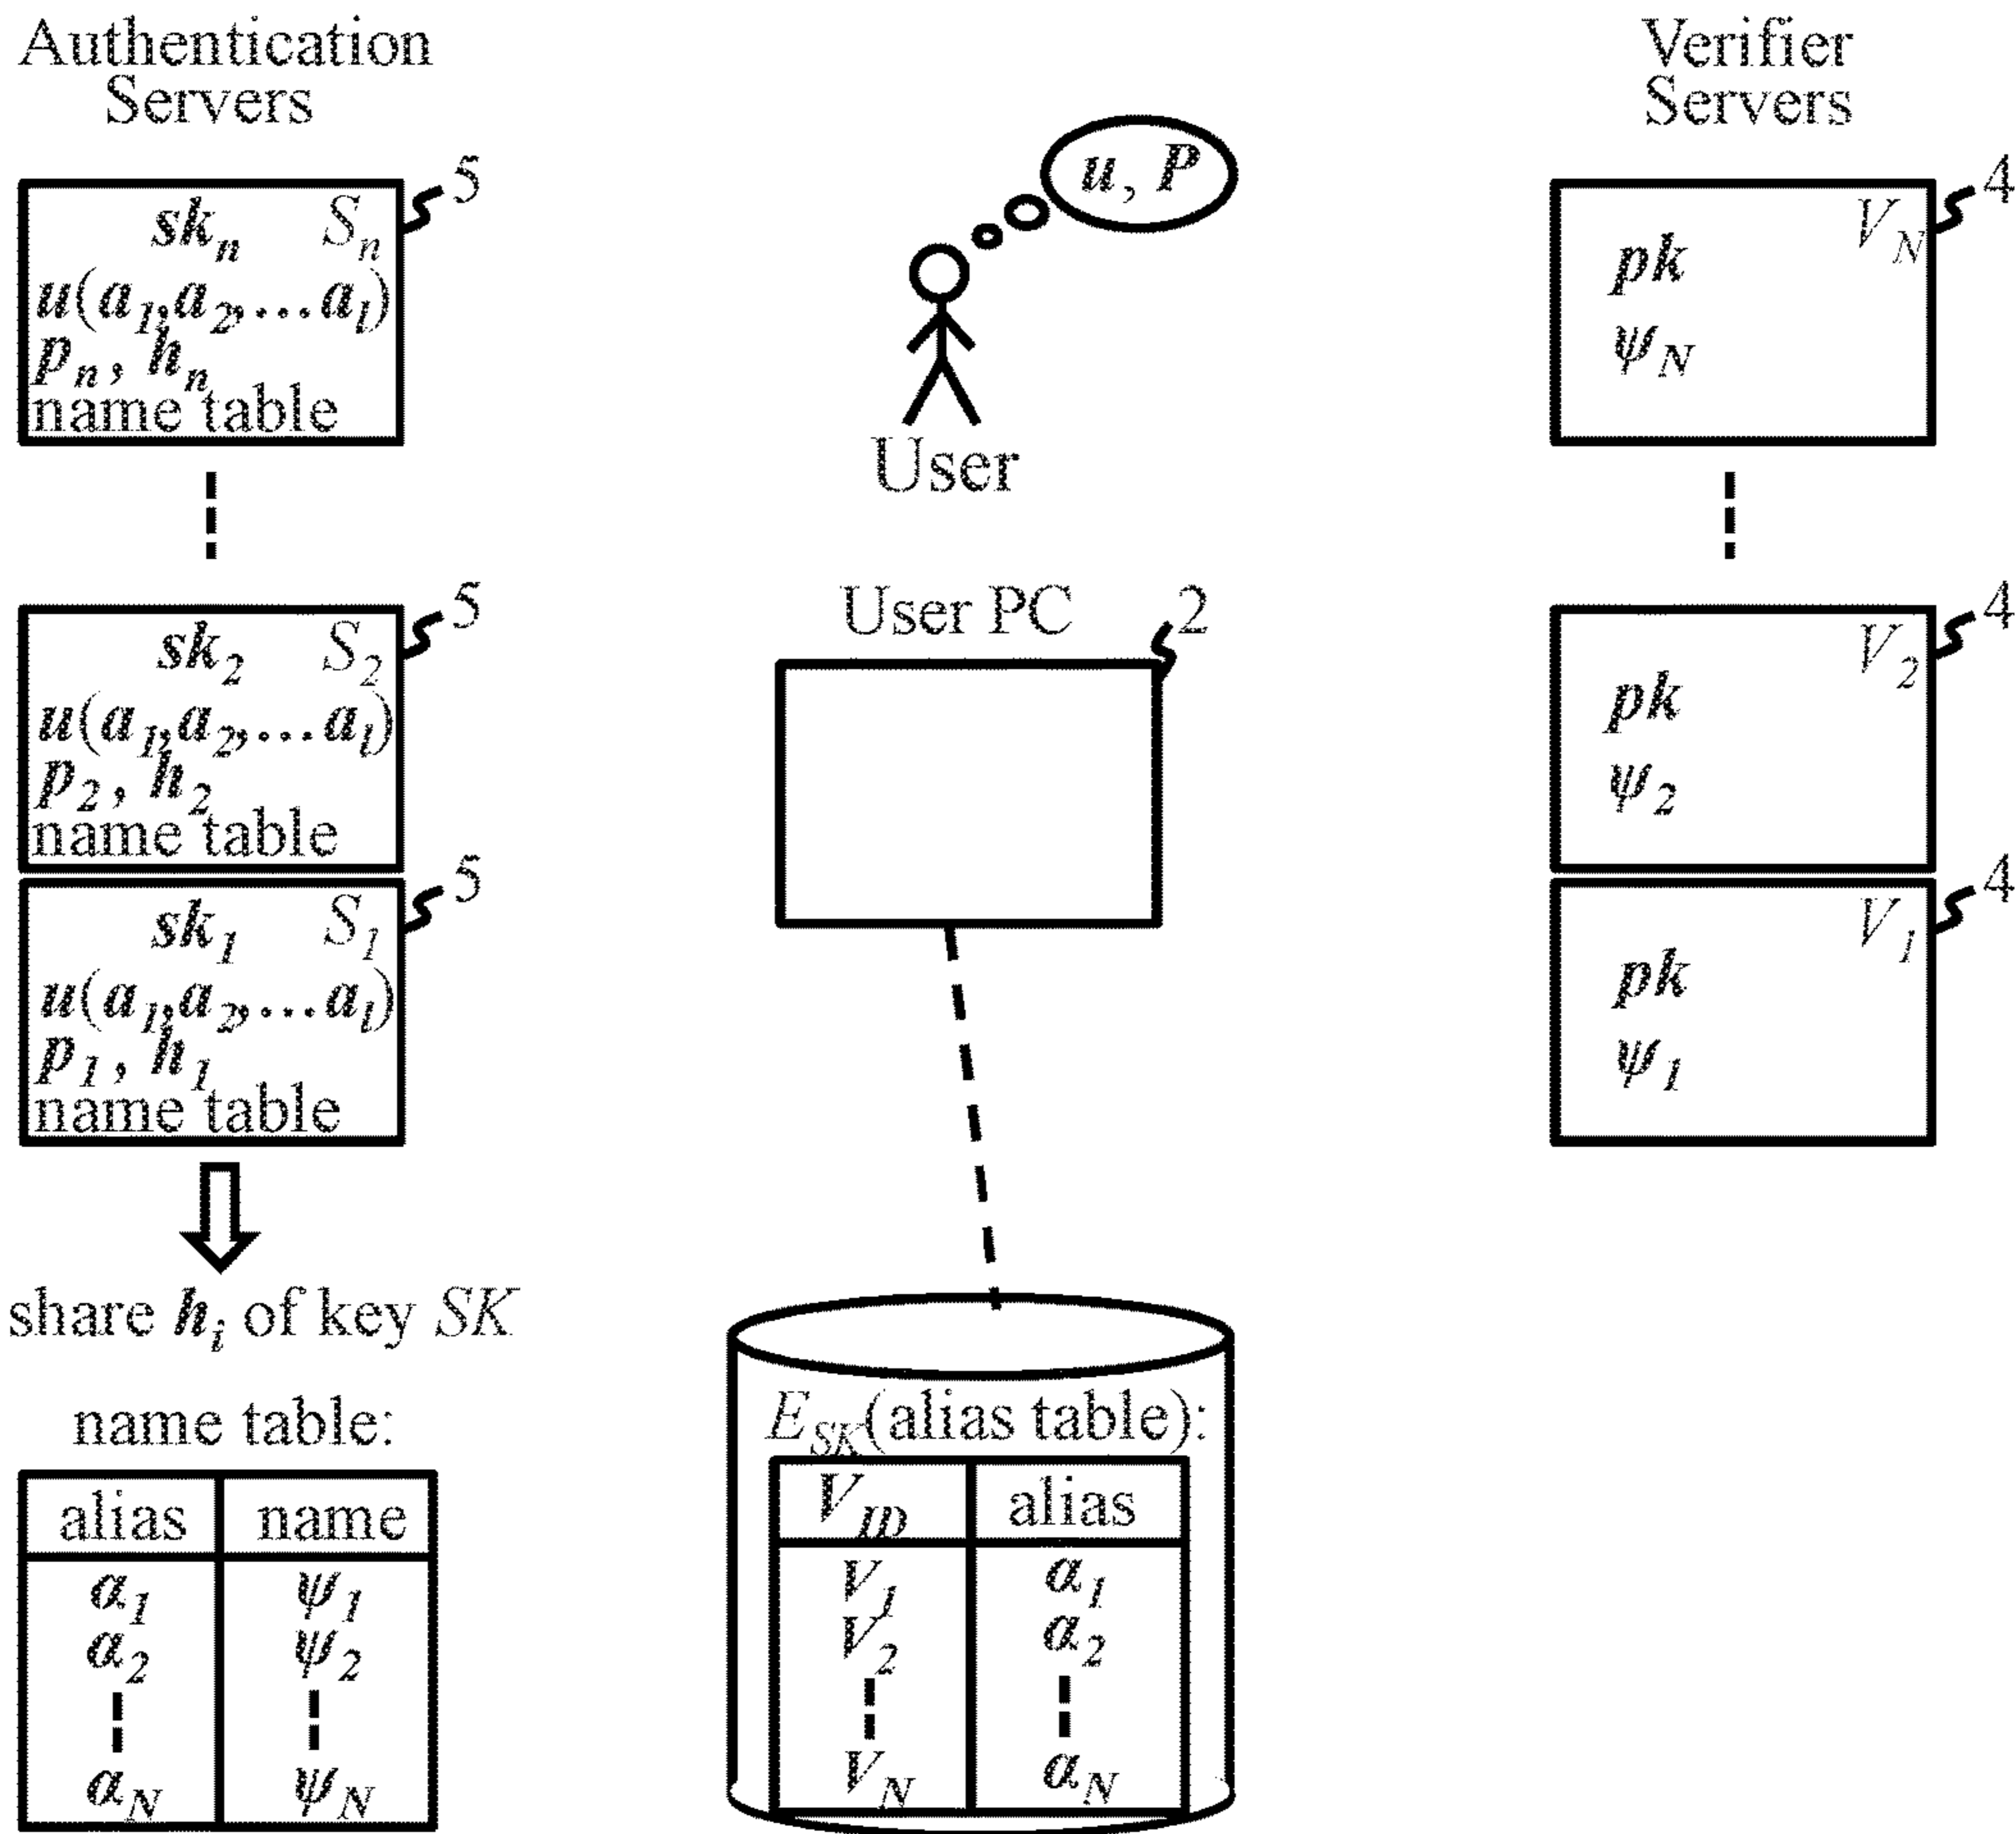 Authentication
Servers
sk_n S_n 5
u(a_1,a_2,...a_l)
p_n, h_n
name table
sk_2 S_2 5
u(a_1,a_2,...a_l)
p_2, h_2
name table
sk_1 S_1 5
u(a_1,a_2,...a_l)
p_1, h_1
name table
share h_i of key SK
name table:
alias name
α_1 ψ_1
α_2 ψ_2
α_N ψ_N
u, P
User
User PC 2
E_SK(alias table):
V_ID alias
V_1 α_1
V_2 α_2
V_N α_N
Verifier
Servers
V_N 4
pk
ψ_N
V_2 4
pk
ψ_2
V_1 4
pk
ψ_1